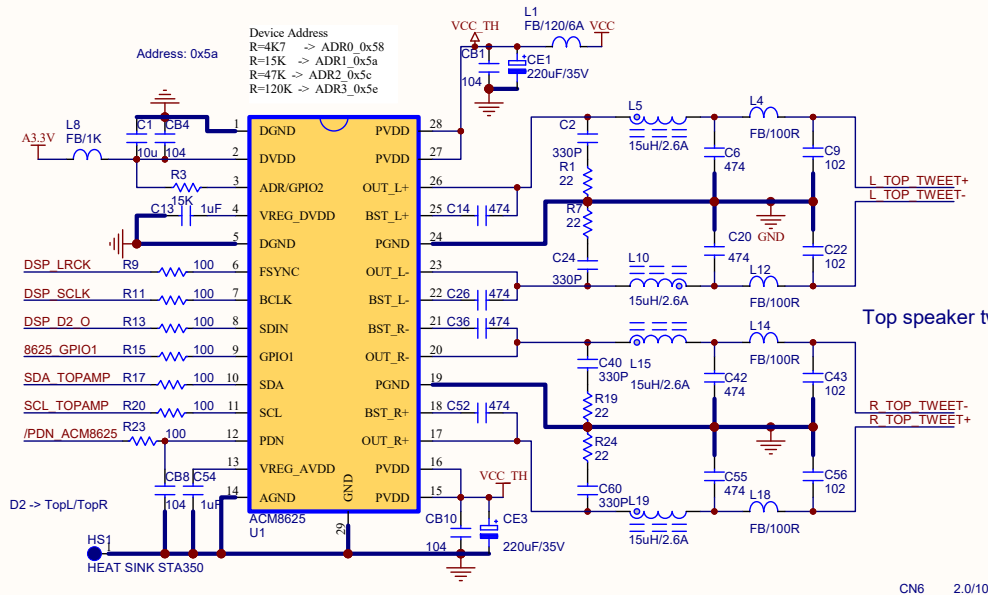 Device Address
R=4K7 -> ADR0_0x58
R=15K -> ADR1_0x5a
R=47K -> ADR2_0x5c
R=120K -> ADR3_0x5e
Address: 0x5a
VCC_TH
L1
FB/120/6A
VCC
CB1
104
CE1
220uF/35V
A3.3V
L8
FB/1K
C1
10u
CB4
104
R3
15K
C13
1uF
DSP_LRCK R9 100
DSP_SCLK R11 100
DSP_D2_O R13 100
8625_GPIO1 R15 100
SDA_TOPAMP R17 100
SCL_TOPAMP R20 100
/PDN_ACM8625 R23 100
CB8
104
C54
1uF
D2 -> TopL/TopR
HS1
1
HEAT SINK STA350
1 DGND
2 DVDD
3 ADR/GPIO2
4 VREG_DVDD
5 DGND
6 FSYNC
7 BCLK
8 SDIN
9 GPIO1
10 SDA
11 SCL
12 PDN
13 VREG_AVDD
14 AGND
PVDD 28
PVDD 27
OUT_L+ 26
BST_L+ 25
PGND 24
OUT_L- 23
BST_L- 22
BST_R- 21
OUT_R- 20
PGND 19
BST_R+ 18
OUT_R+ 17
PVDD 16
PVDD 15
GND 29
ACM8625
U1
C14 474
C26 474
C36 474
C52 474
VCC_TH
CB10
104
CE3
220uF/35V
C2
330P
R1
22
R7
22
C24
330P
L5
15uH/2.6A
L4
FB/100R
C6
474
C9
102
L_TOP_TWEET+
L_TOP_TWEET-
GND
C20
474
C22
102
L10
15uH/2.6A
L12
FB/100R
Top speaker tw
L14
FB/100R
L15
15uH/2.6A
C40
330P
R19
22
R24
22
C60
330P
C42
474
C43
102
R_TOP_TWEET-
R_TOP_TWEET+
C55
474
C56
102
L19
15uH/2.6A
L18
FB/100R
CN6 2.0/10